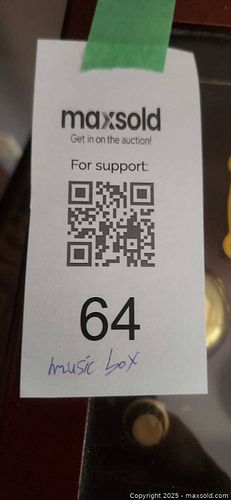 maxsold
Get in on the auction!
For support:
64
music box
Copyright 2025 - maxsold.com